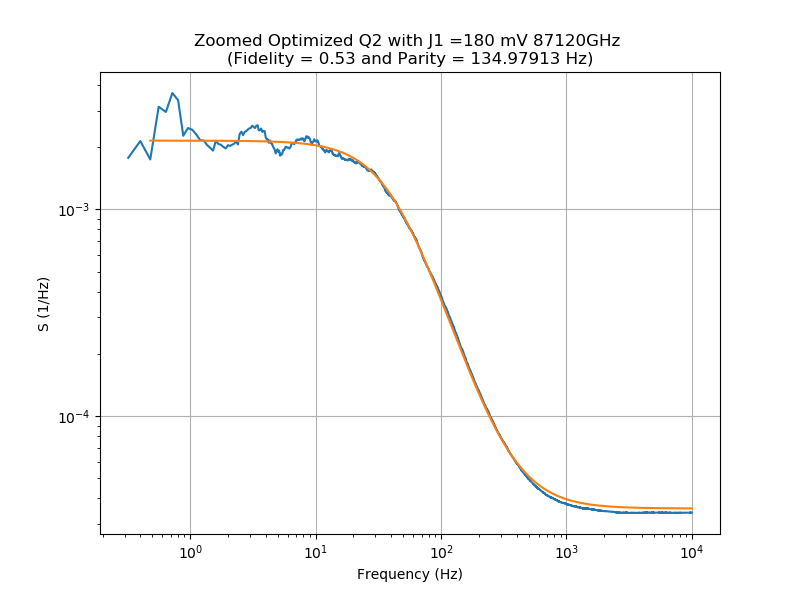 Zoomed Optimized Q2 with J1 =180 mV 87120GHz
(Fidelity = 0.53 and Parity = 134.97913 Hz)
S (1/Hz)
10⁻³
10⁻⁴
10⁰ 10¹ 10² 10³ 10⁴
Frequency (Hz)